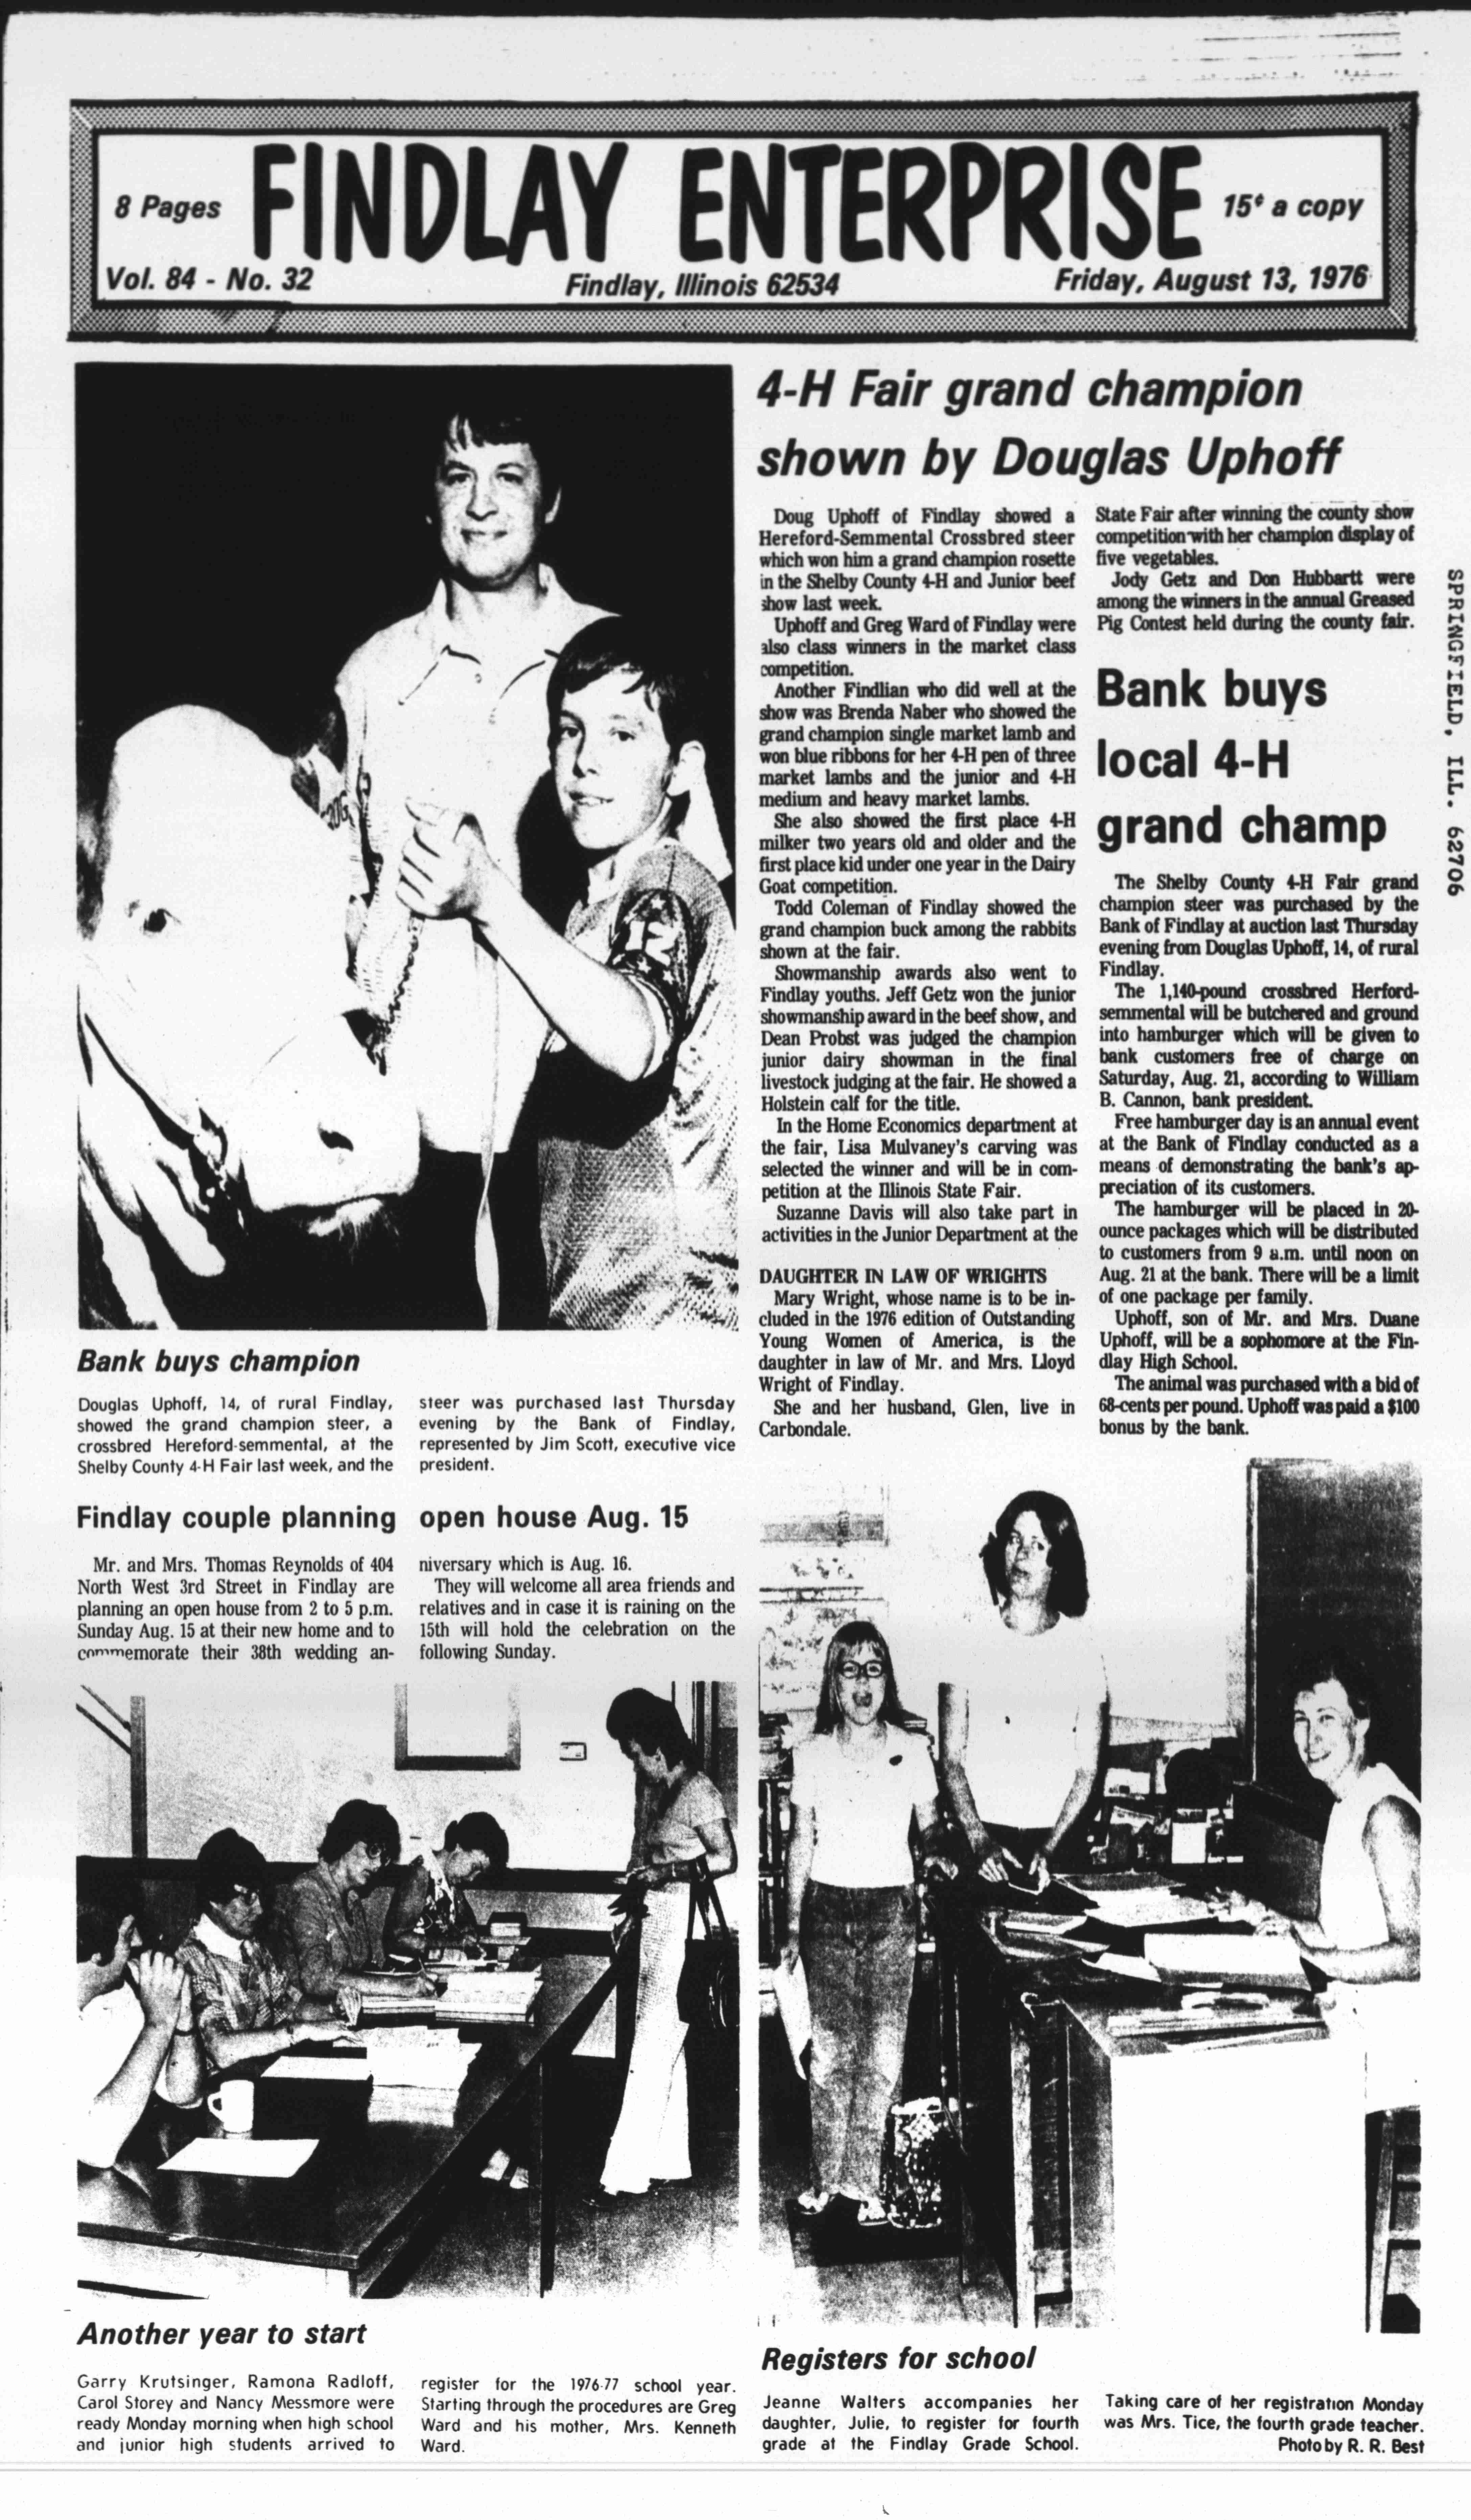 8 Pages
FINDLAY ENTERPRISE
15¢ a copy
Vol. 84 - No. 32
Findlay, Illinois 62534
Friday, August 13, 1976
4-H Fair grand champion
shown by Douglas Uphoff
Doug Uphoff of Findlay showed a
Hereford-Semmental Crossbred steer
which won him a grand champion rosette
in the Shelby County 4-H and Junior beef
show last week.
Uphoff and Greg Ward of Findlay were
also class winners in the market class
competition.
Another Findlian who did well at the
show was Brenda Naber who showed the
grand champion single market lamb and
won blue ribbons for her 4-H pen of three
market lambs and the junior and 4-H
medium and heavy market lambs.
She also showed the first place 4-H
milker two years old and older and the
first place kid under one year in the Dairy
Goat competition.
Todd Coleman of Findlay showed the
grand champion buck among the rabbits
shown at the fair.
Showmanship awards also went to
Findlay youths. Jeff Getz won the junior
showmanship award in the beef show, and
Dean Probst was judged the champion
junior dairy showman in the final
livestock judging at the fair. He showed a
Holstein calf for the title.
In the Home Economics department at
the fair, Lisa Mulvaney's carving was
selected the winner and will be in com-
petition at the Illinois State Fair.
Suzanne Davis will also take part in
activities in the Junior Department at the
State Fair after winning the county show
competition with her champion display of
five vegetables.
Jody Getz and Don Hubbartt were
among the winners in the annual Greased
Pig Contest held during the county fair.
DAUGHTER IN LAW OF WRIGHTS
Mary Wright, whose name is to be in-
cluded in the 1976 edition of Outstanding
Young Women of America, is the
daughter in law of Mr. and Mrs. Lloyd
Wright of Findlay.
She and her husband, Glen, live in
Carbondale.
Bank buys
local 4-H
grand champ
The Shelby County 4-H Fair grand
champion steer was purchased by the
Bank of Findlay at auction last Thursday
evening from Douglas Uphoff, 14, of rural
Findlay.
The 1,140-pound crossbred Herford-
semmental will be butchered and ground
into hamburger which will be given to
bank customers free of charge on
Saturday, Aug. 21, according to William
B. Cannon, bank president.
Free hamburger day is an annual event
at the Bank of Findlay conducted as a
means of demonstrating the bank's ap-
preciation of its customers.
The hamburger will be placed in 20-
ounce packages which will be distributed
to customers from 9 a.m. until noon on
Aug. 21 at the bank. There will be a limit
of one package per family.
Uphoff, son of Mr. and Mrs. Duane
Uphoff, will be a sophomore at the Fin-
dlay High School.
The animal was purchased with a bid of
68-cents per pound. Uphoff was paid a $100
bonus by the bank.
SPRINGFIELD, ILL. 62706
12
Bank buys champion
Douglas Uphoff, 14, of rural Findlay,
showed the grand champion steer, a
crossbred Hereford-semmental, at the
Shelby County 4-H Fair last week, and the
steer was purchased last Thursday
evening by the Bank of Findlay,
represented by Jim Scott, executive vice
president.
Findlay couple planning open house Aug. 15
Mr. and Mrs. Thomas Reynolds of 404
North West 3rd Street in Findlay are
planning an open house from 2 to 5 p.m.
Sunday Aug. 15 at their new home and to
commemorate their 38th wedding an-
niversary which is Aug. 16.
They will welcome all area friends and
relatives and in case it is raining on the
15th will hold the celebration on the
following Sunday.
Another year to start
Garry Krutsinger, Ramona Radloff,
Carol Storey and Nancy Messmore were
ready Monday morning when high school
and junior high students arrived to
register for the 1976-77 school year.
Starting through the procedures are Greg
Ward and his mother, Mrs. Kenneth
Ward.
Registers for school
Jeanne Walters accompanies her
daughter, Julie, to register for fourth
grade at the Findlay Grade School.
Taking care of her registration Monday
was Mrs. Tice, the fourth grade teacher.
Photo by R. R. Best